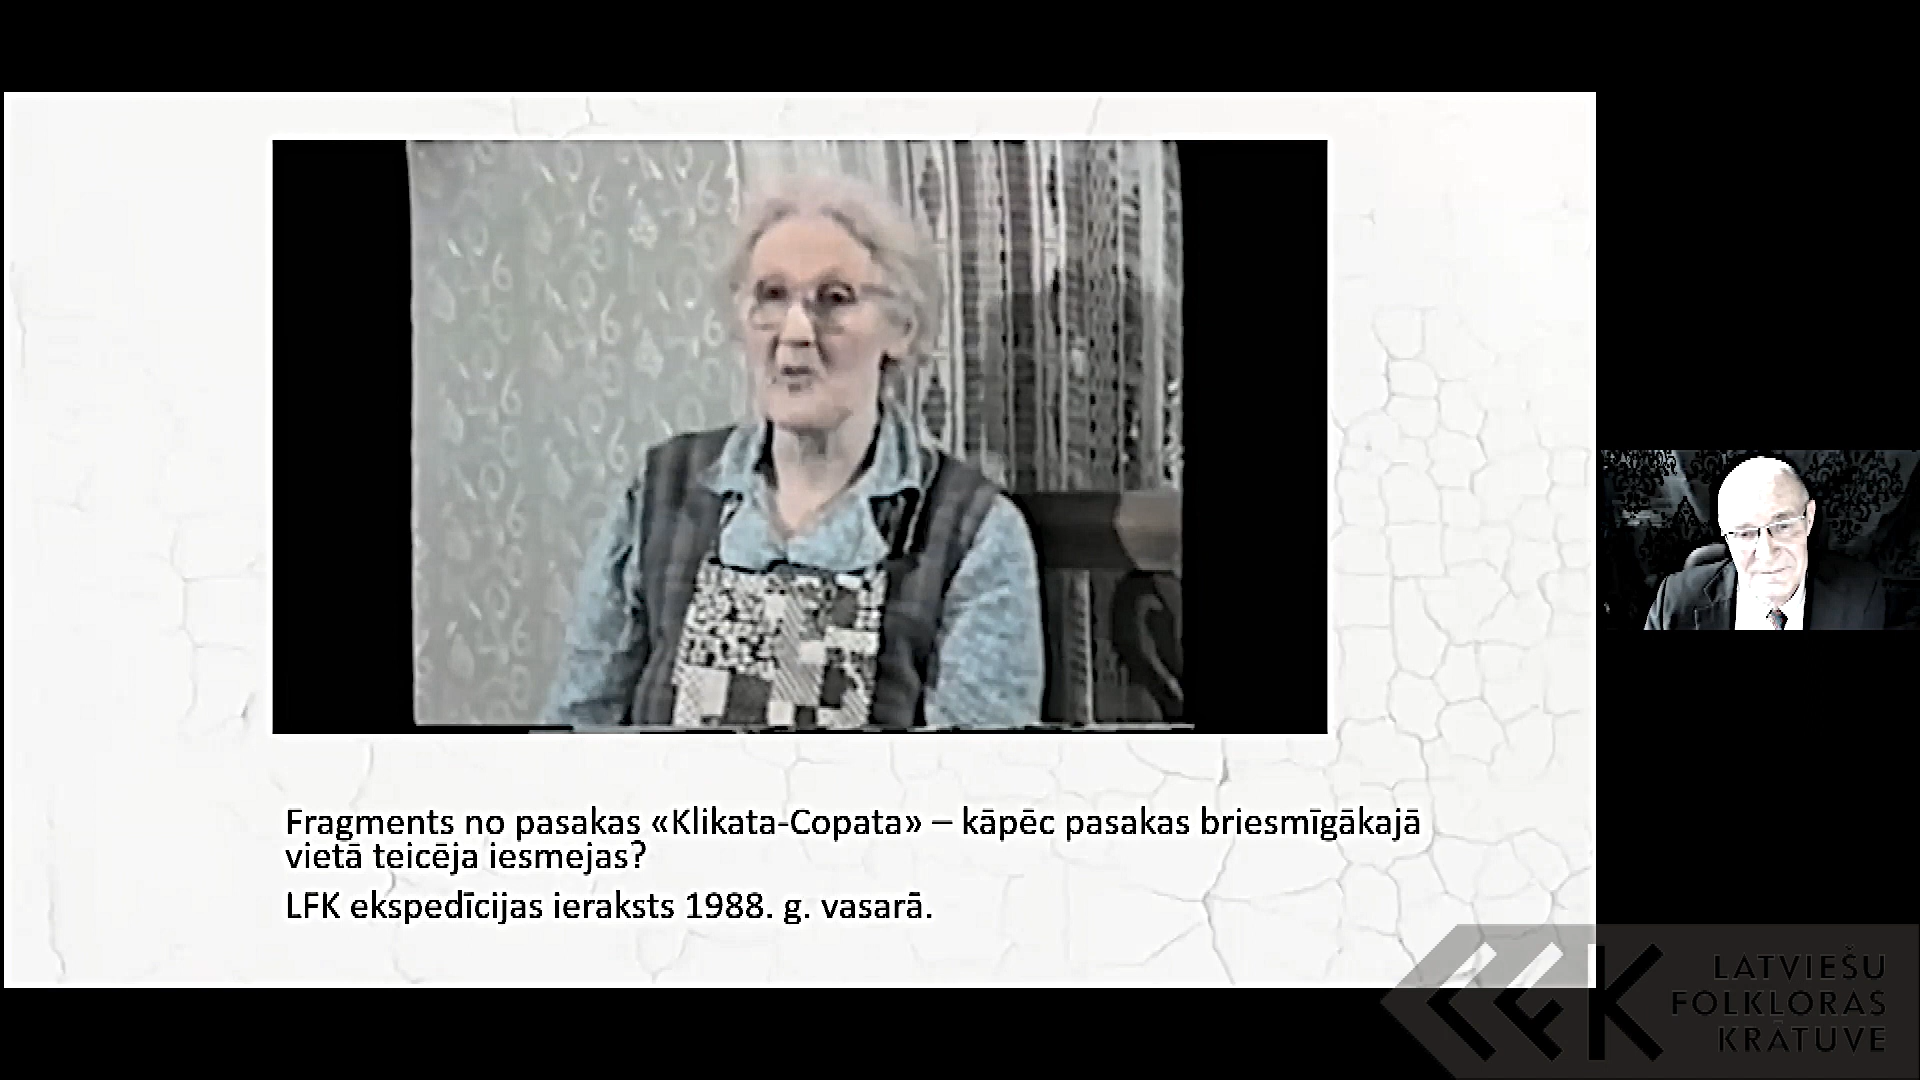 Fragments no pasakas «Klikata-Copata» – kāpēc pasakas briesmīgākajā
vietā teicēja iesmejas?
LFK ekspedīcijas ieraksts 1988. g. vasarā.
LFK
LATVIEŠU
FOLKLORAS
KRĀTUVE